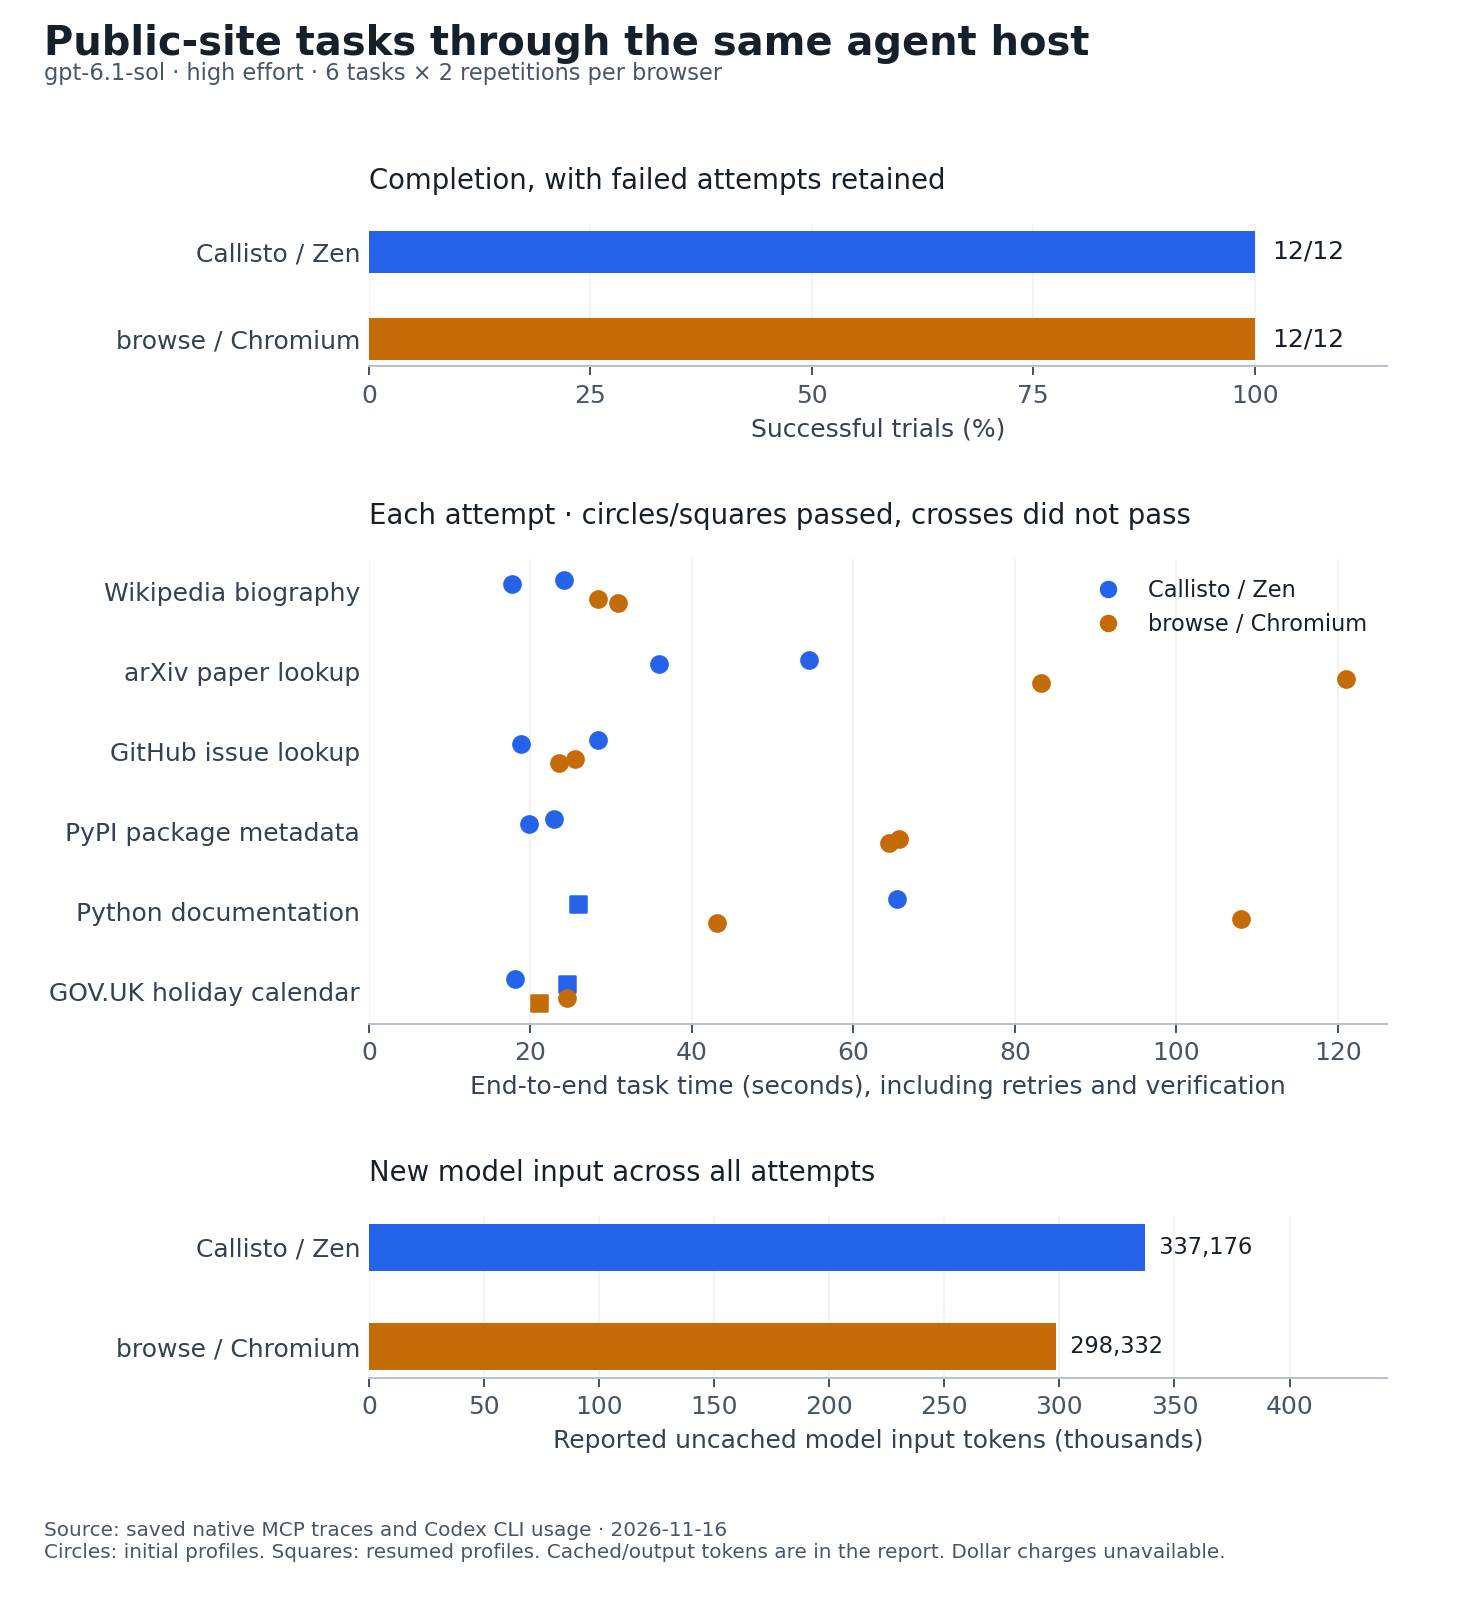 Public-site tasks through the same agent host
gpt-6.1-sol · high effort · 6 tasks × 2 repetitions per browser
Completion, with failed attempts retained
Callisto / Zen
12/12
browse / Chromium
12/12
0 25 50 75 100
Successful trials (%)
Each attempt · circles/squares passed, crosses did not pass
Callisto / Zen
browse / Chromium
Wikipedia biography
arXiv paper lookup
GitHub issue lookup
PyPI package metadata
Python documentation
GOV.UK holiday calendar
0 20 40 60 80 100 120
End-to-end task time (seconds), including retries and verification
New model input across all attempts
Callisto / Zen
337,176
browse / Chromium
298,332
0 50 100 150 200 250 300 350 400
Reported uncached model input tokens (thousands)
Source: saved native MCP traces and Codex CLI usage · 2026-11-16
Circles: initial profiles. Squares: resumed profiles. Cached/output tokens are in the report. Dollar charges unavailable.